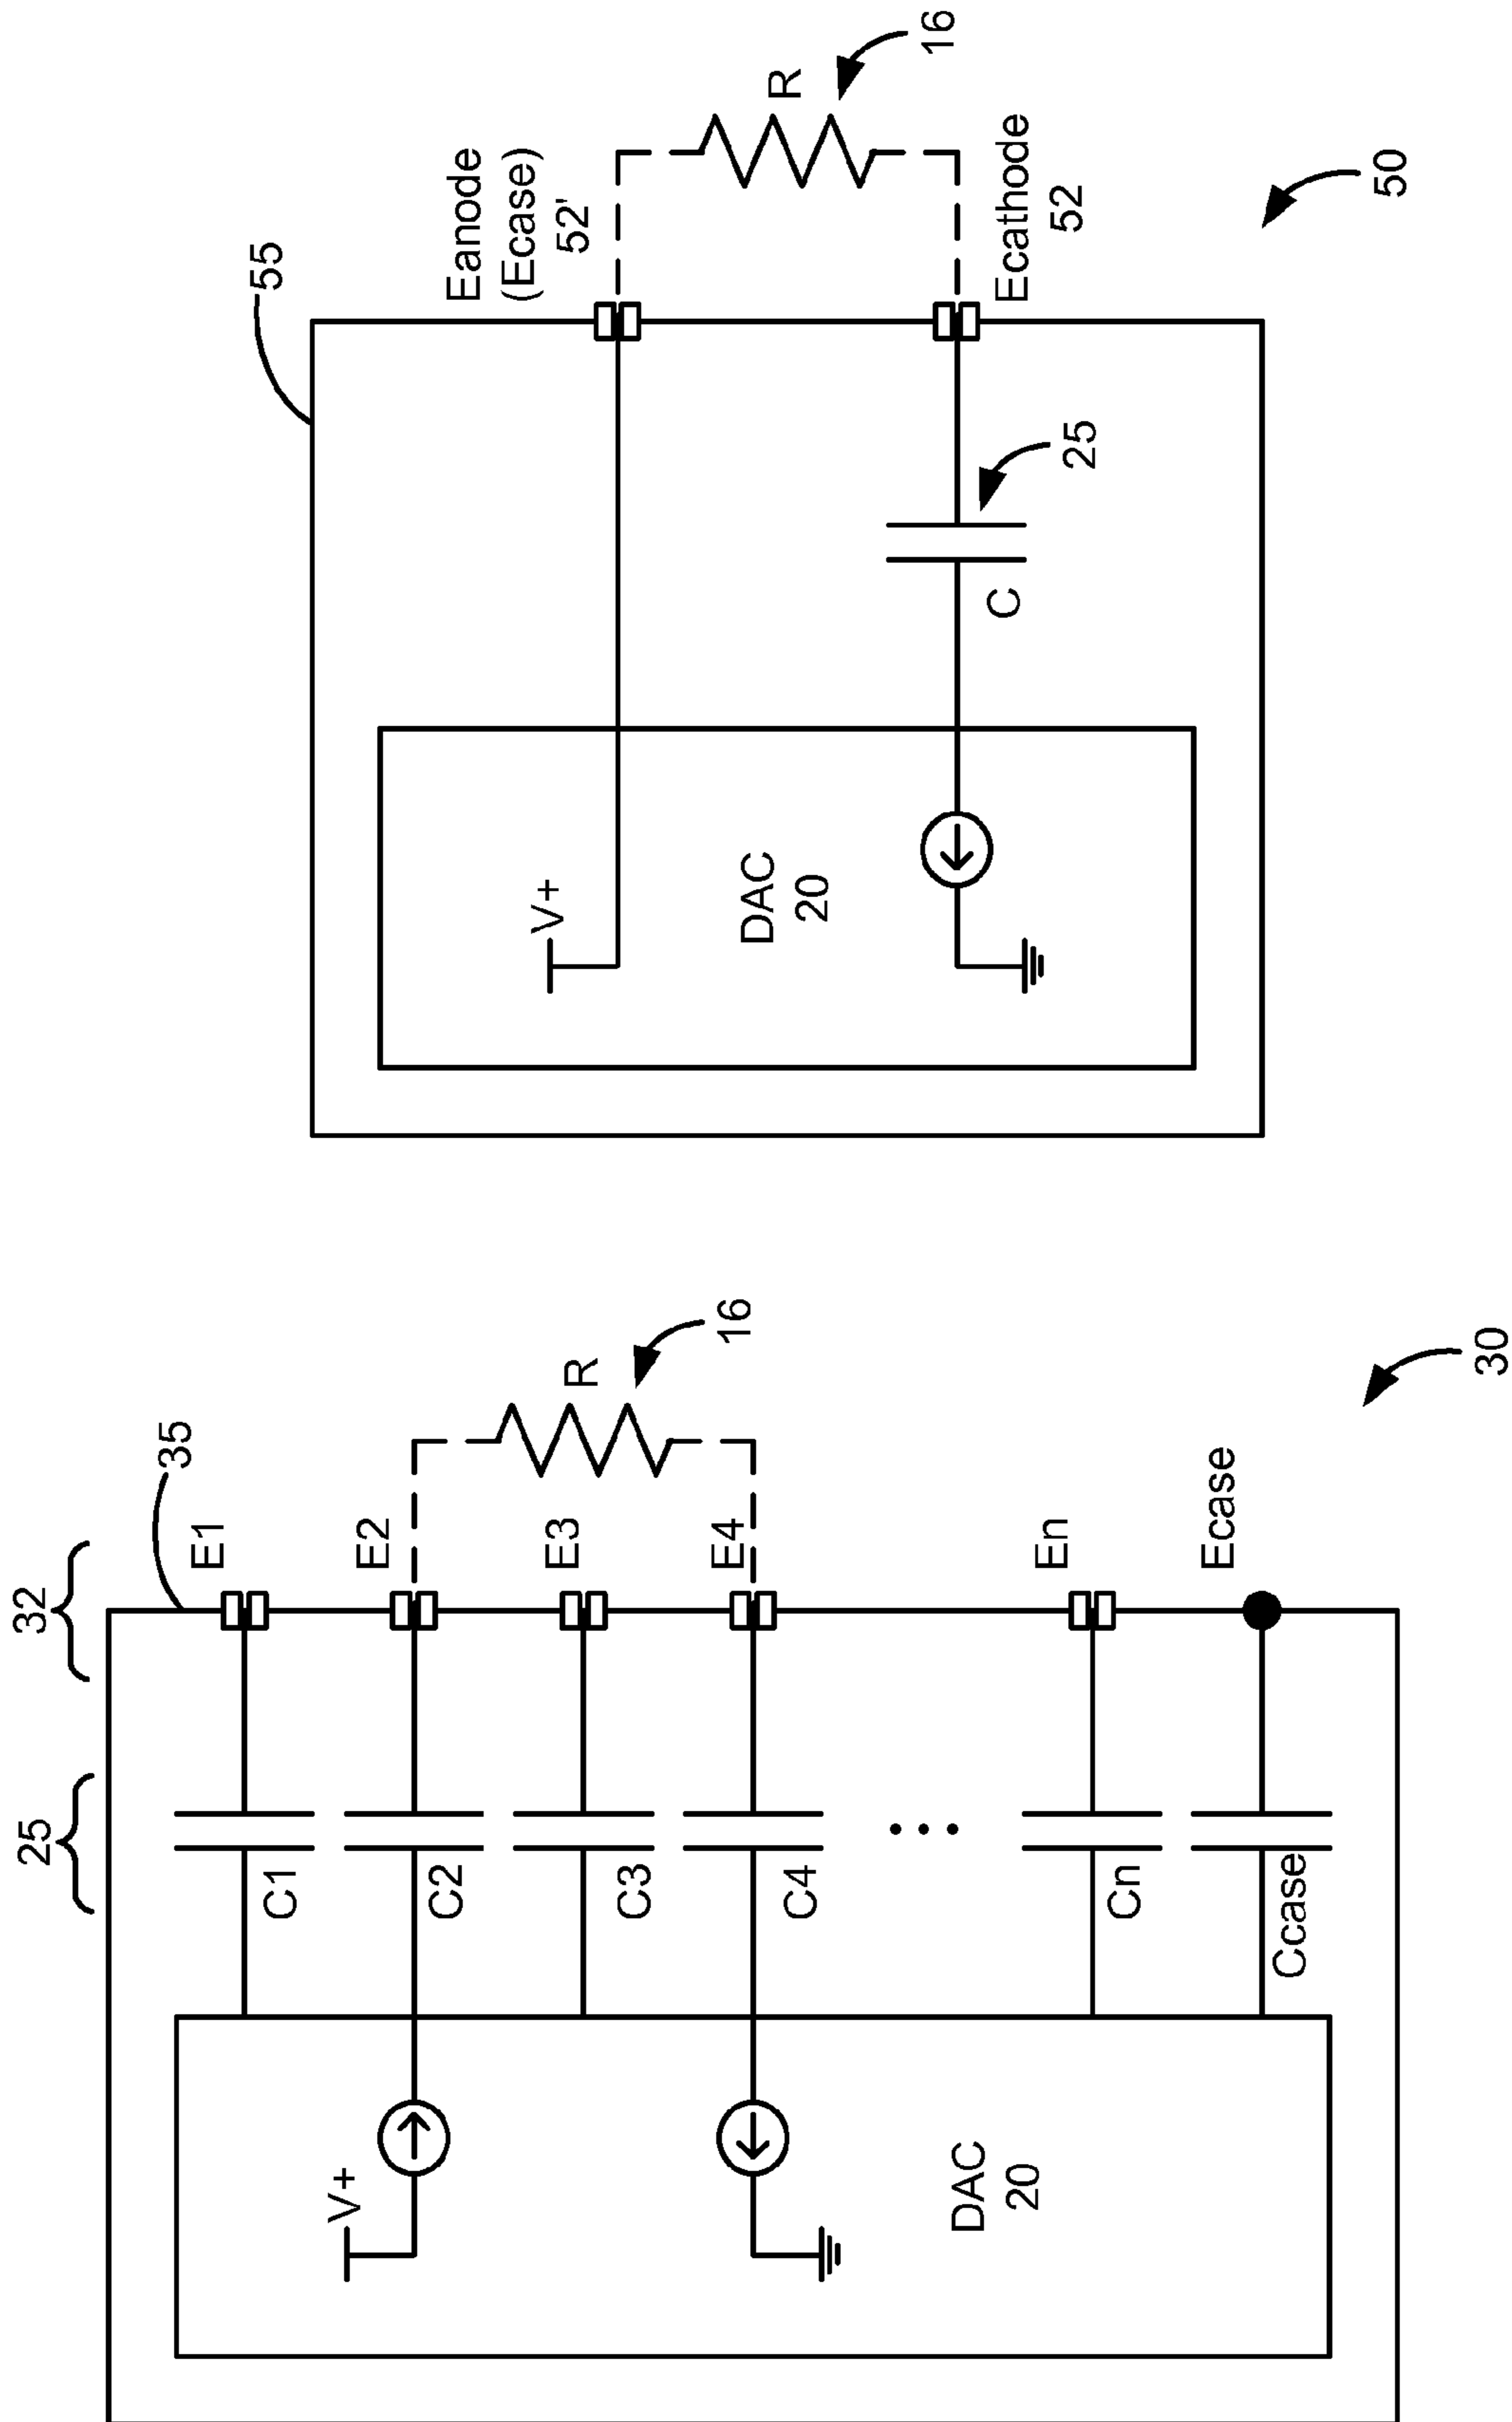 55
Eanode
(Ecase)
52'
R
16
V+
DAC
20
C
25
Ecathode
52
50
32
25
35
E1
C1
E2
C2
R
16
V+
E3
C3
E4
C4
DAC
20
En
Cn
Ecase
Ccase
30